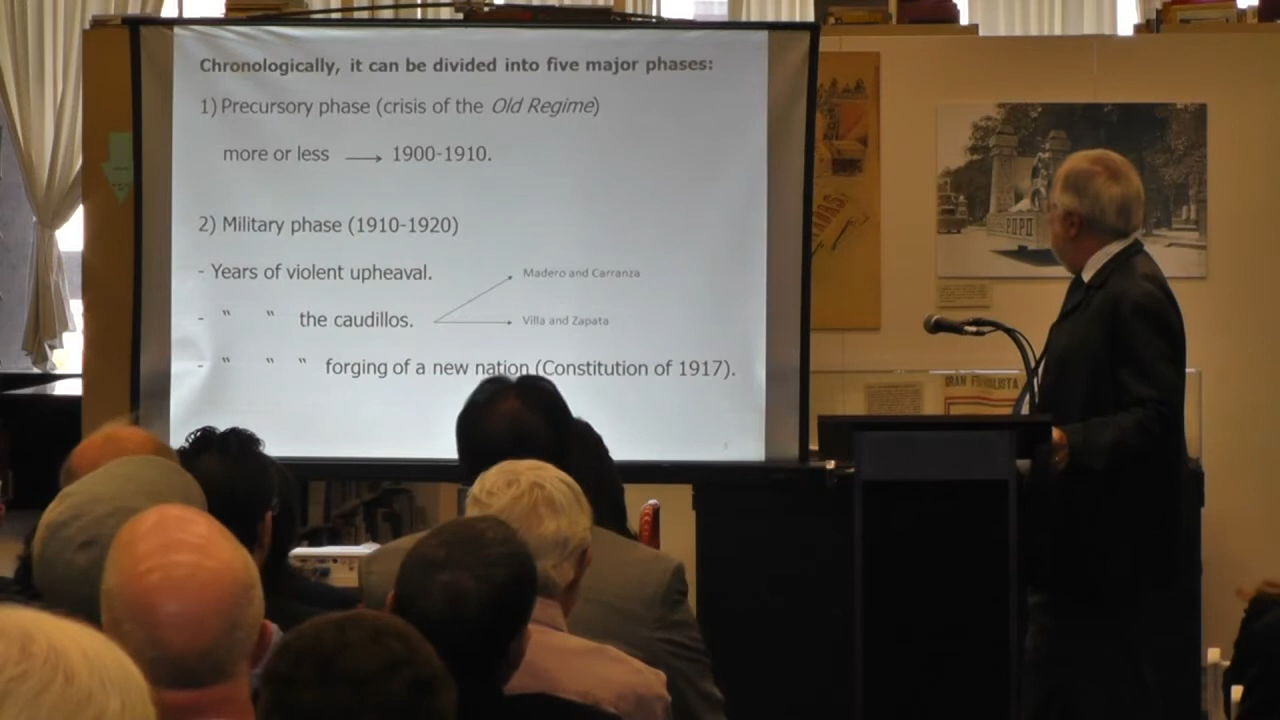 Chronologically, it can be divided into five major phases:
1) Precursory phase (crisis of the Old Regime)
more or less → 1900-1910.
2) Military phase (1910-1920)
- Years of violent upheaval.
Madero and Carranza
- " " the caudillos.
Villa and Zapata
- " " " forging of a new nation (Constitution of 1917).
GRAN